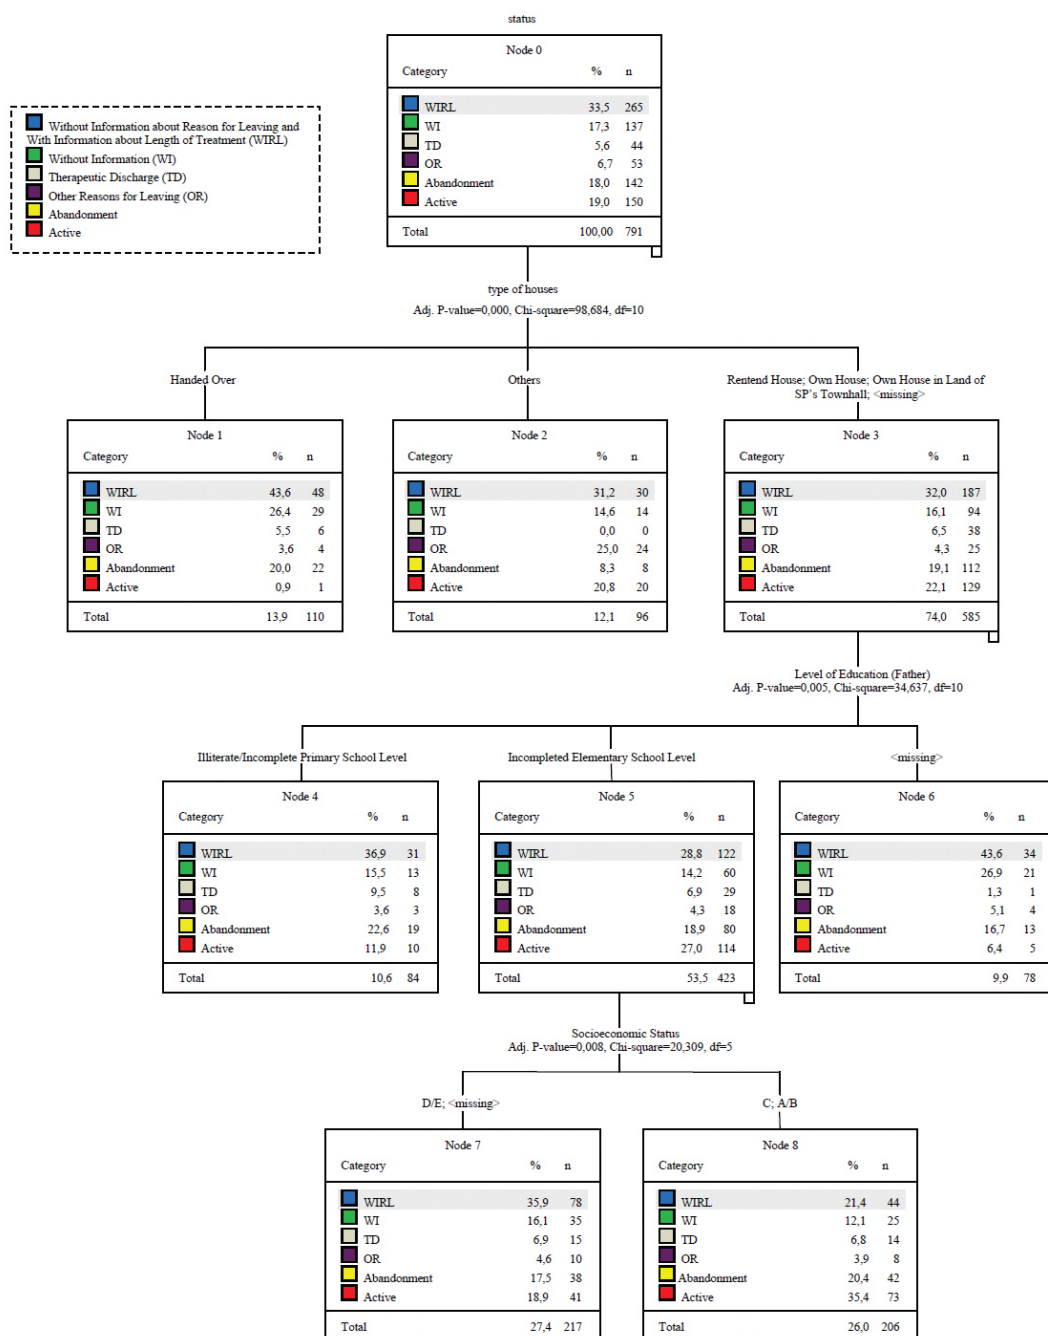 status
Node 0
Category % n
WIRL 33,5 265
WI 17,3 137
TD 5,6 44
OR 6,7 53
Abandonment 18,0 142
Active 19,0 150
Total 100,00 791
Without Information about Reason for Leaving and
With Information about Length of Treatment (WIRL)
Without Information (WI)
Therapeutic Discharge (TD)
Other Reasons for Leaving (OR)
Abandonment
Active
type of houses
Adj. P-value=0,000, Chi-square=98,684, df=10
Handed Over
Node 1
Category % n
WIRL 43,6 48
WI 26,4 29
TD 5,5 6
OR 3,6 4
Abandonment 20,0 22
Active 0,9 1
Total 13,9 110
Others
Node 2
Category % n
WIRL 31,2 30
WI 14,6 14
TD 0,0 0
OR 25,0 24
Abandonment 8,3 8
Active 20,8 20
Total 12,1 96
Rentend House; Own House; Own House in Land of
SP's Townhall; <missing>
Node 3
Category % n
WIRL 32,0 187
WI 16,1 94
TD 6,5 38
OR 4,3 25
Abandonment 19,1 112
Active 22,1 129
Total 74,0 585
Level of Education (Father)
Adj. P-value=0,005, Chi-square=34,637, df=10
Illiterate/Incomplete Primary School Level
Node 4
Category % n
WIRL 36,9 31
WI 15,5 13
TD 9,5 8
OR 3,6 3
Abandonment 22,6 19
Active 11,9 10
Total 10,6 84
Incompleted Elementary School Level
Node 5
Category % n
WIRL 28,8 122
WI 14,2 60
TD 6,9 29
OR 4,3 18
Abandonment 18,9 80
Active 27,0 114
Total 53,5 423
<missing>
Node 6
Category % n
WIRL 43,6 34
WI 26,9 21
TD 1,3 1
OR 5,1 4
Abandonment 16,7 13
Active 6,4 5
Total 9,9 78
Socioeconomic Status
Adj. P-value=0,008, Chi-square=20,309, df=5
D/E; <missing>
Node 7
Category % n
WIRL 35,9 78
WI 16,1 35
TD 6,9 15
OR 4,6 10
Abandonment 17,5 38
Active 18,9 41
Total 27,4 217
C; A/B
Node 8
Category % n
WIRL 21,4 44
WI 12,1 25
TD 6,8 14
OR 3,9 8
Abandonment 20,4 42
Active 35,4 73
Total 26,0 206